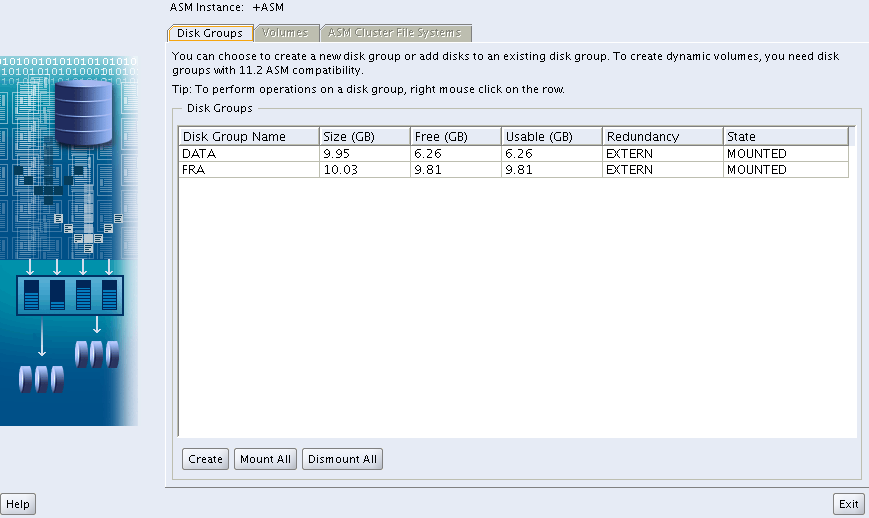 ASM Instance: +ASM
Disk Groups Volumes ASM Cluster File Systems
You can choose to create a new disk group or add disks to an existing disk group. To create dynamic volumes, you need disk
groups with 11.2 ASM compatibility.
Tip: To perform operations on a disk group, right mouse click on the row.
Disk Groups
Disk Group Name Size (GB) Free (GB) Usable (GB) Redundancy State
DATA 9.95 6.26 6.26 EXTERN MOUNTED
FRA 10.03 9.81 9.81 EXTERN MOUNTED
Create Mount All Dismount All
Help Exit